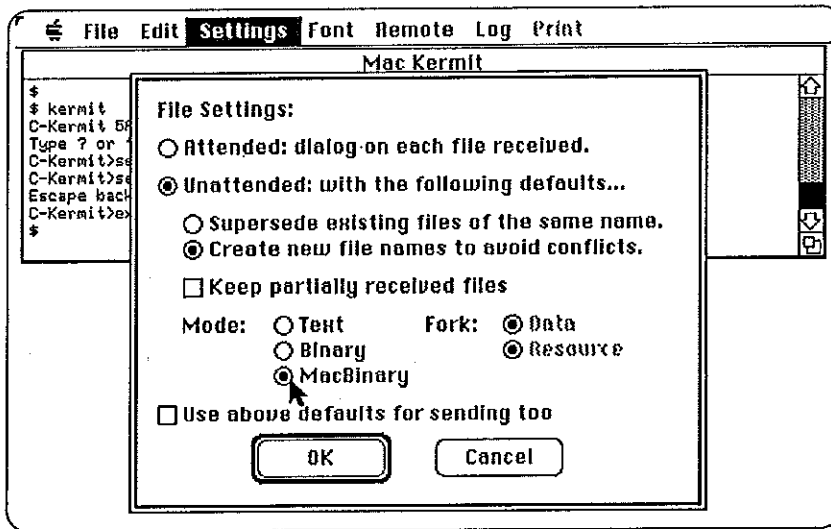 File Edit Settings Font Remote Log Print
Mac Kermit
$
$ kermit
C-Kermit 5A
Type ? or
C-Kermit>se
C-Kermit>se
Escape back
C-Kermit>ex
$
File Settings:
Attended: dialog on each file received.
Unattended: with the following defaults...
Supersede existing files of the same name.
Create new file names to avoid conflicts.
Keep partially received files
Mode: Text Fork: Data
Binary Resource
MacBinary
Use above defaults for sending too
OK Cancel